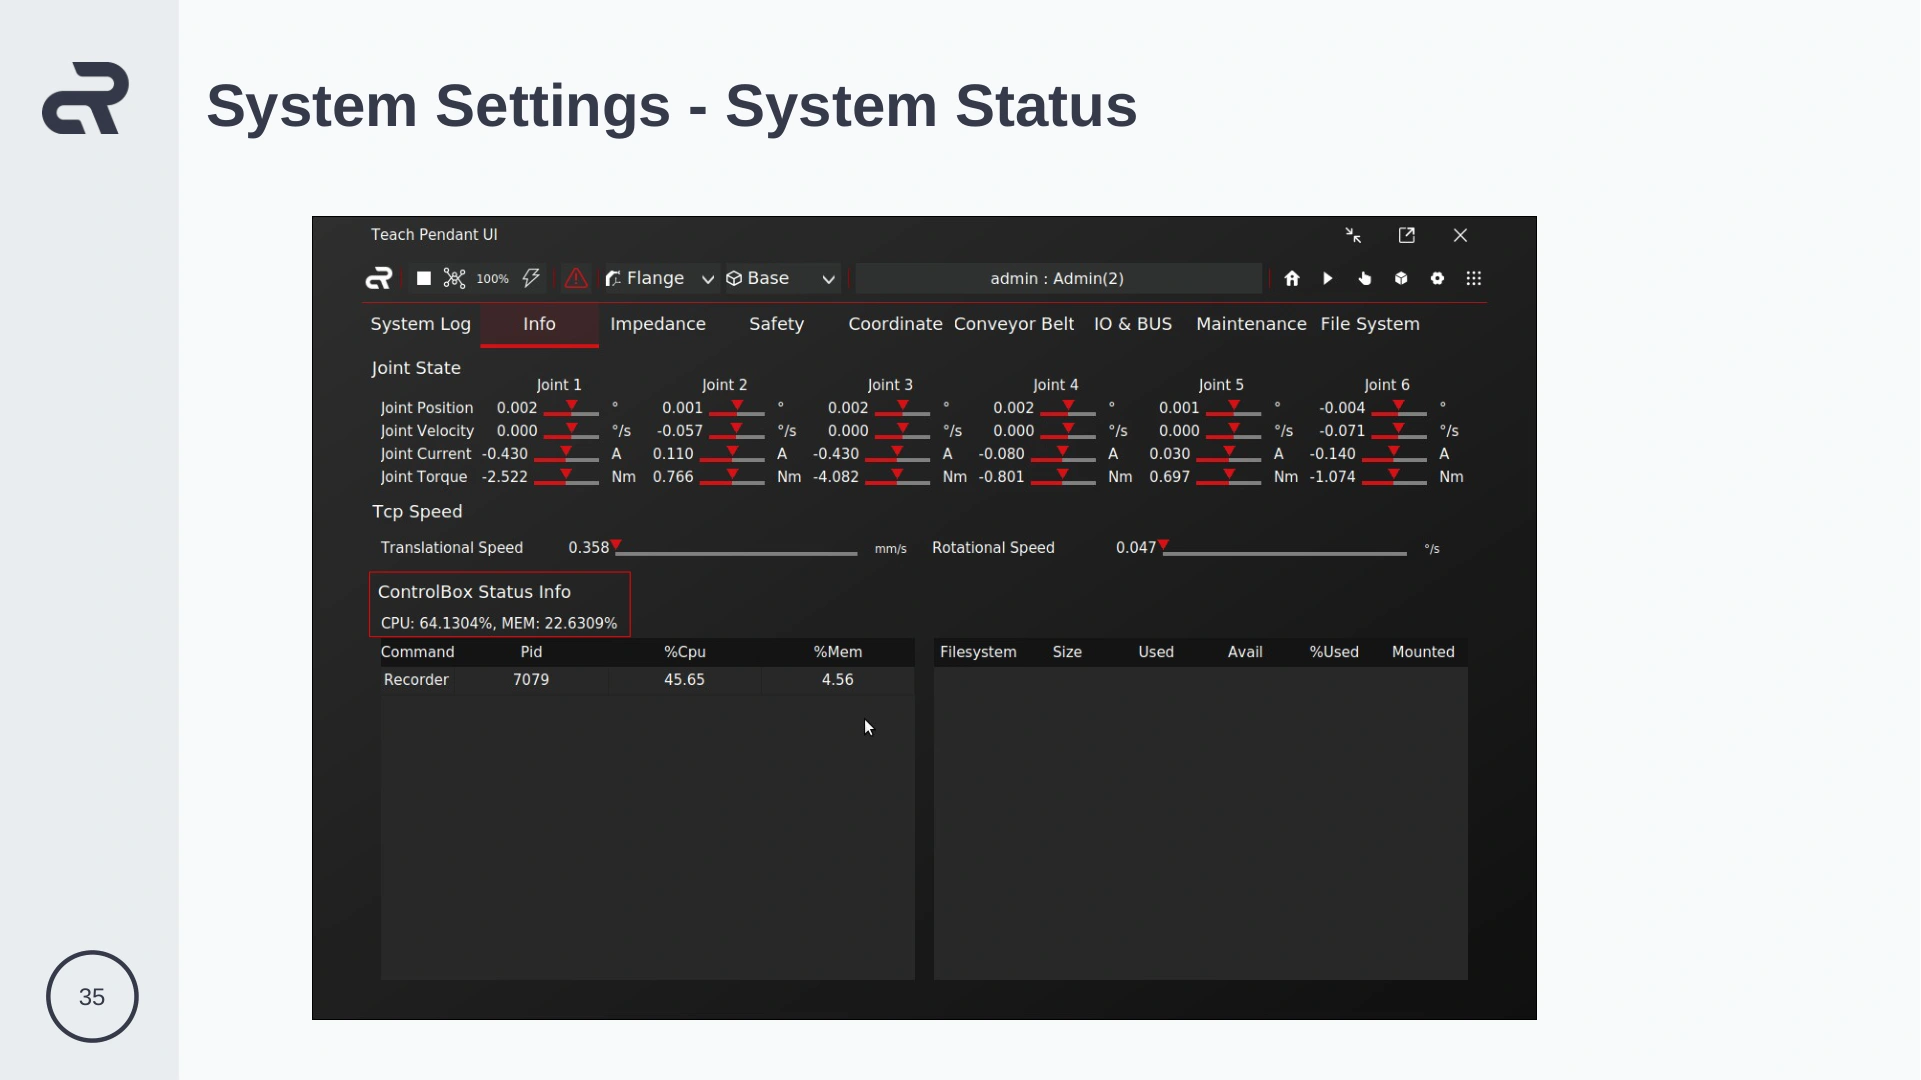 System Settings - System Status
Teach Pendant UI
100% Flange Base admin : Admin(2)
System Log Info Impedance Safety Coordinate Conveyor Belt IO & BUS Maintenance File System
Joint State
Joint 1 Joint 2 Joint 3 Joint 4 Joint 5 Joint 6
Joint Position 0.002 ° 0.001 ° 0.002 ° 0.002 ° 0.001 ° -0.004 °
Joint Velocity 0.000 °/s -0.057 °/s 0.000 °/s 0.000 °/s 0.000 °/s -0.071 °/s
Joint Current -0.430 A 0.110 A -0.430 A -0.080 A 0.030 A -0.140 A
Joint Torque -2.522 Nm 0.766 Nm -4.082 Nm -0.801 Nm 0.697 Nm -1.074 Nm
Tcp Speed
Translational Speed 0.358 mm/s Rotational Speed 0.047 °/s
ControlBox Status Info
CPU: 64.1304%, MEM: 22.6309%
Command Pid %Cpu %Mem Filesystem Size Used Avail %Used Mounted
Recorder 7079 45.65 4.56
35